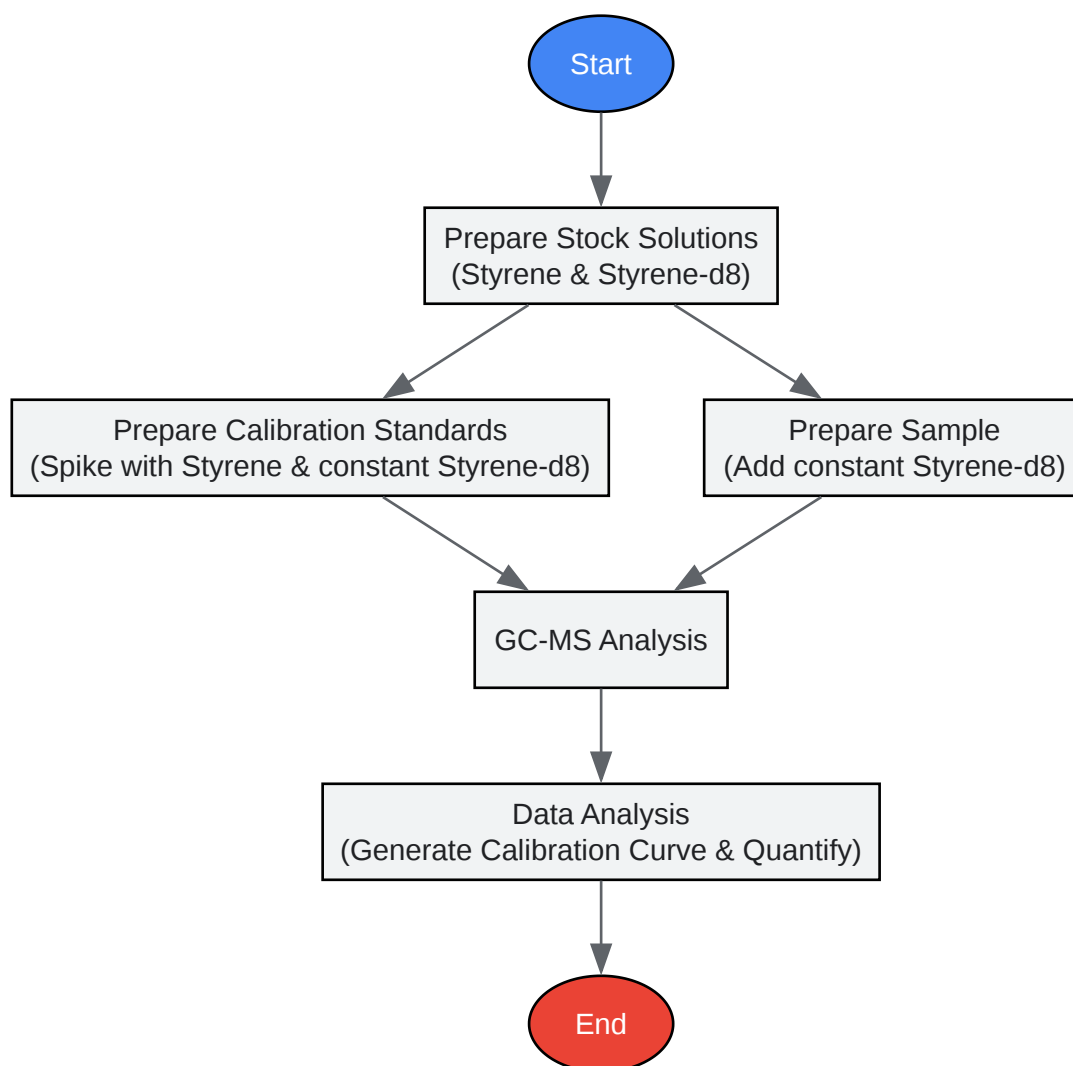 Start
Prepare Stock Solutions
(Styrene & Styrene-d8)
Prepare Calibration Standards
(Spike with Styrene & constant Styrene-d8)
Prepare Sample
(Add constant Styrene-d8)
GC-MS Analysis
Data Analysis
(Generate Calibration Curve & Quantify)
End